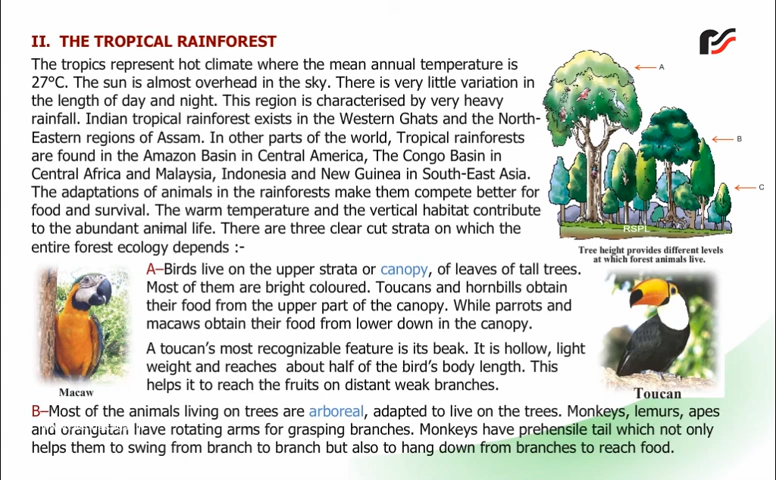 II. THE TROPICAL RAINFOREST
The tropics represent hot climate where the mean annual temperature is
27°C. The sun is almost overhead in the sky. There is very little variation in
the length of day and night. This region is characterised by very heavy
rainfall. Indian tropical rainforest exists in the Western Ghats and the North-
Eastern regions of Assam. In other parts of the world, Tropical rainforests
are found in the Amazon Basin in Central America, The Congo Basin in
Central Africa and Malaysia, Indonesia and New Guinea in South-East Asia.
The adaptations of animals in the rainforests make them compete better for
food and survival. The warm temperature and the vertical habitat contribute
to the abundant animal life. There are three clear cut strata on which the
entire forest ecology depends :-
A
B
C
RSPL
Tree height provides different levels
at which forest animals live.
A–Birds live on the upper strata or canopy, of leaves of tall trees.
Most of them are bright coloured. Toucans and hornbills obtain
their food from the upper part of the canopy. While parrots and
macaws obtain their food from lower down in the canopy.
A toucan's most recognizable feature is its beak. It is hollow, light
weight and reaches about half of the bird's body length. This
helps it to reach the fruits on distant weak branches.
Macaw
Toucan
B–Most of the animals living on trees are arboreal, adapted to live on the trees. Monkeys, lemurs, apes
and orangutan have rotating arms for grasping branches. Monkeys have prehensile tail which not only
helps them to swing from branch to branch but also to hang down from branches to reach food.